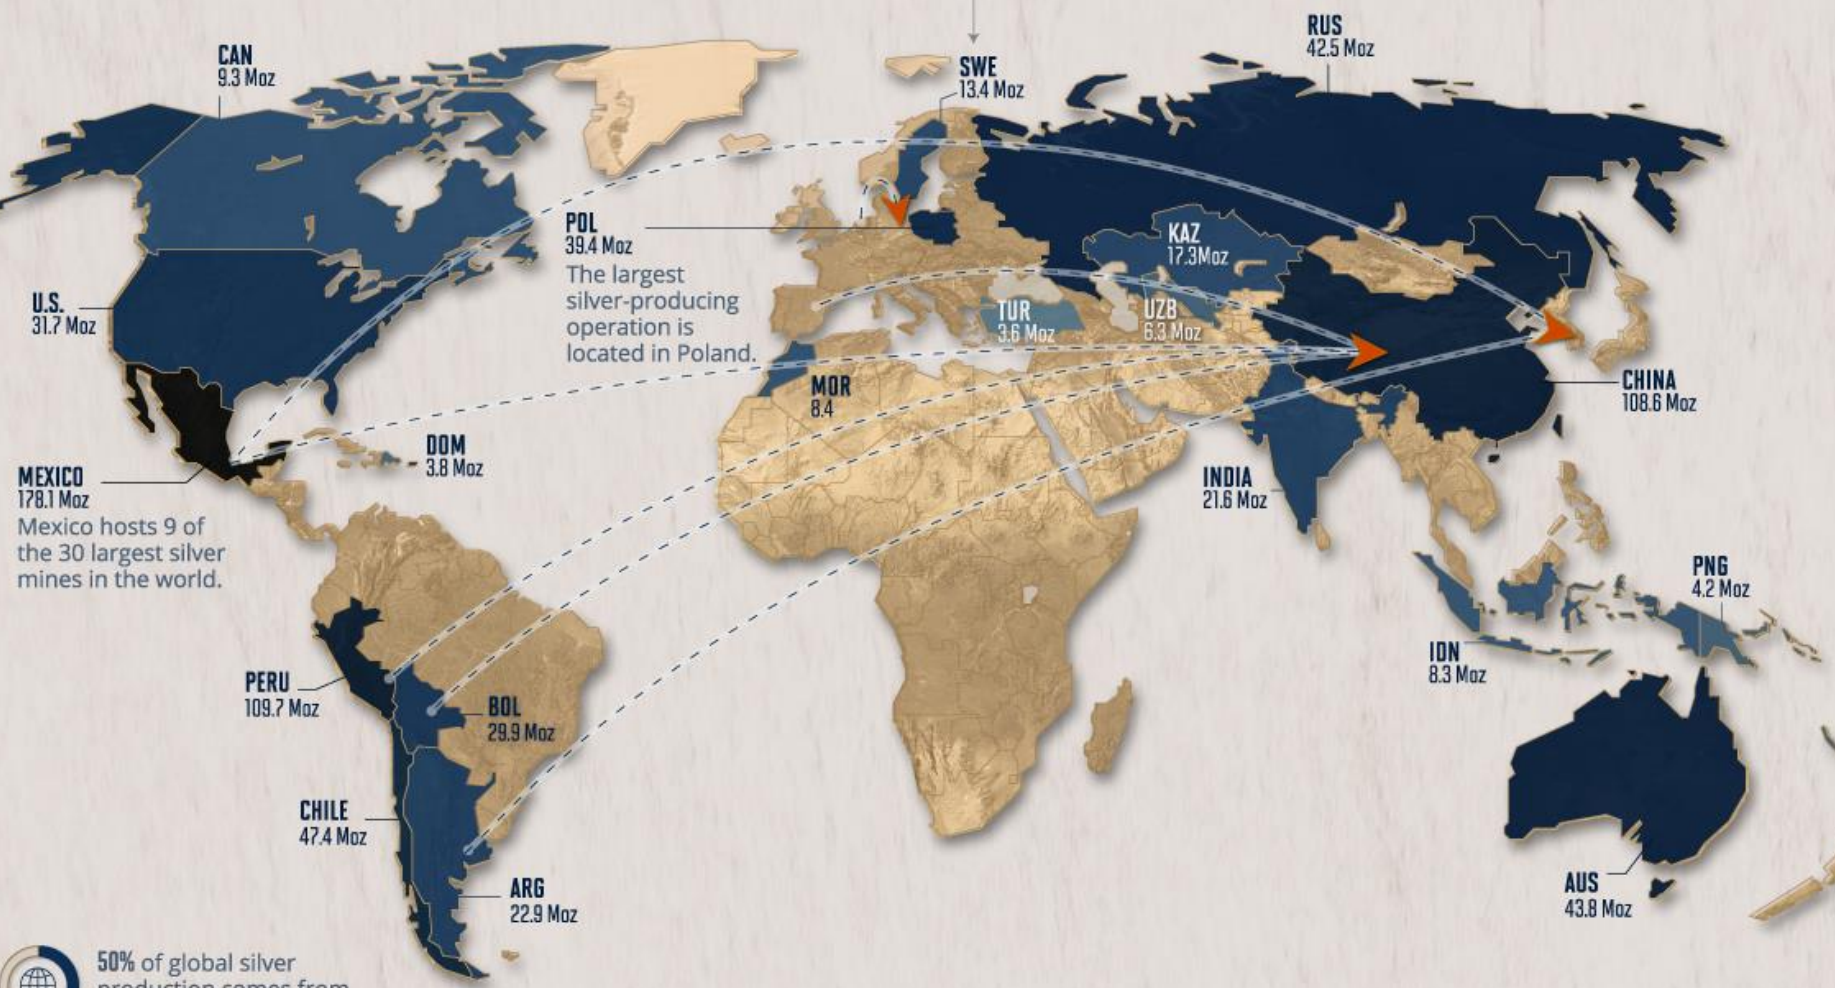 CAN
9.3 Moz
SWE
13.4 Moz
RUS
42.5 Moz
POL
39.4 Moz
The largest
silver-producing
operation is
located in Poland.
KAZ
17.3Moz
U.S.
31.7 Moz
TUR
3.6 Moz
UZB
6.3 Moz
MOR
8.4
CHINA
108.6 Moz
DOM
3.8 Moz
MEXICO
178.1 Moz
Mexico hosts 9 of
the 30 largest silver
mines in the world.
INDIA
21.6 Moz
PNG
4.2 Moz
IDN
8.3 Moz
PERU
109.7 Moz
BOL
29.9 Moz
CHILE
47.4 Moz
ARG
22.9 Moz
AUS
43.8 Moz
50% of global silver
production comes from